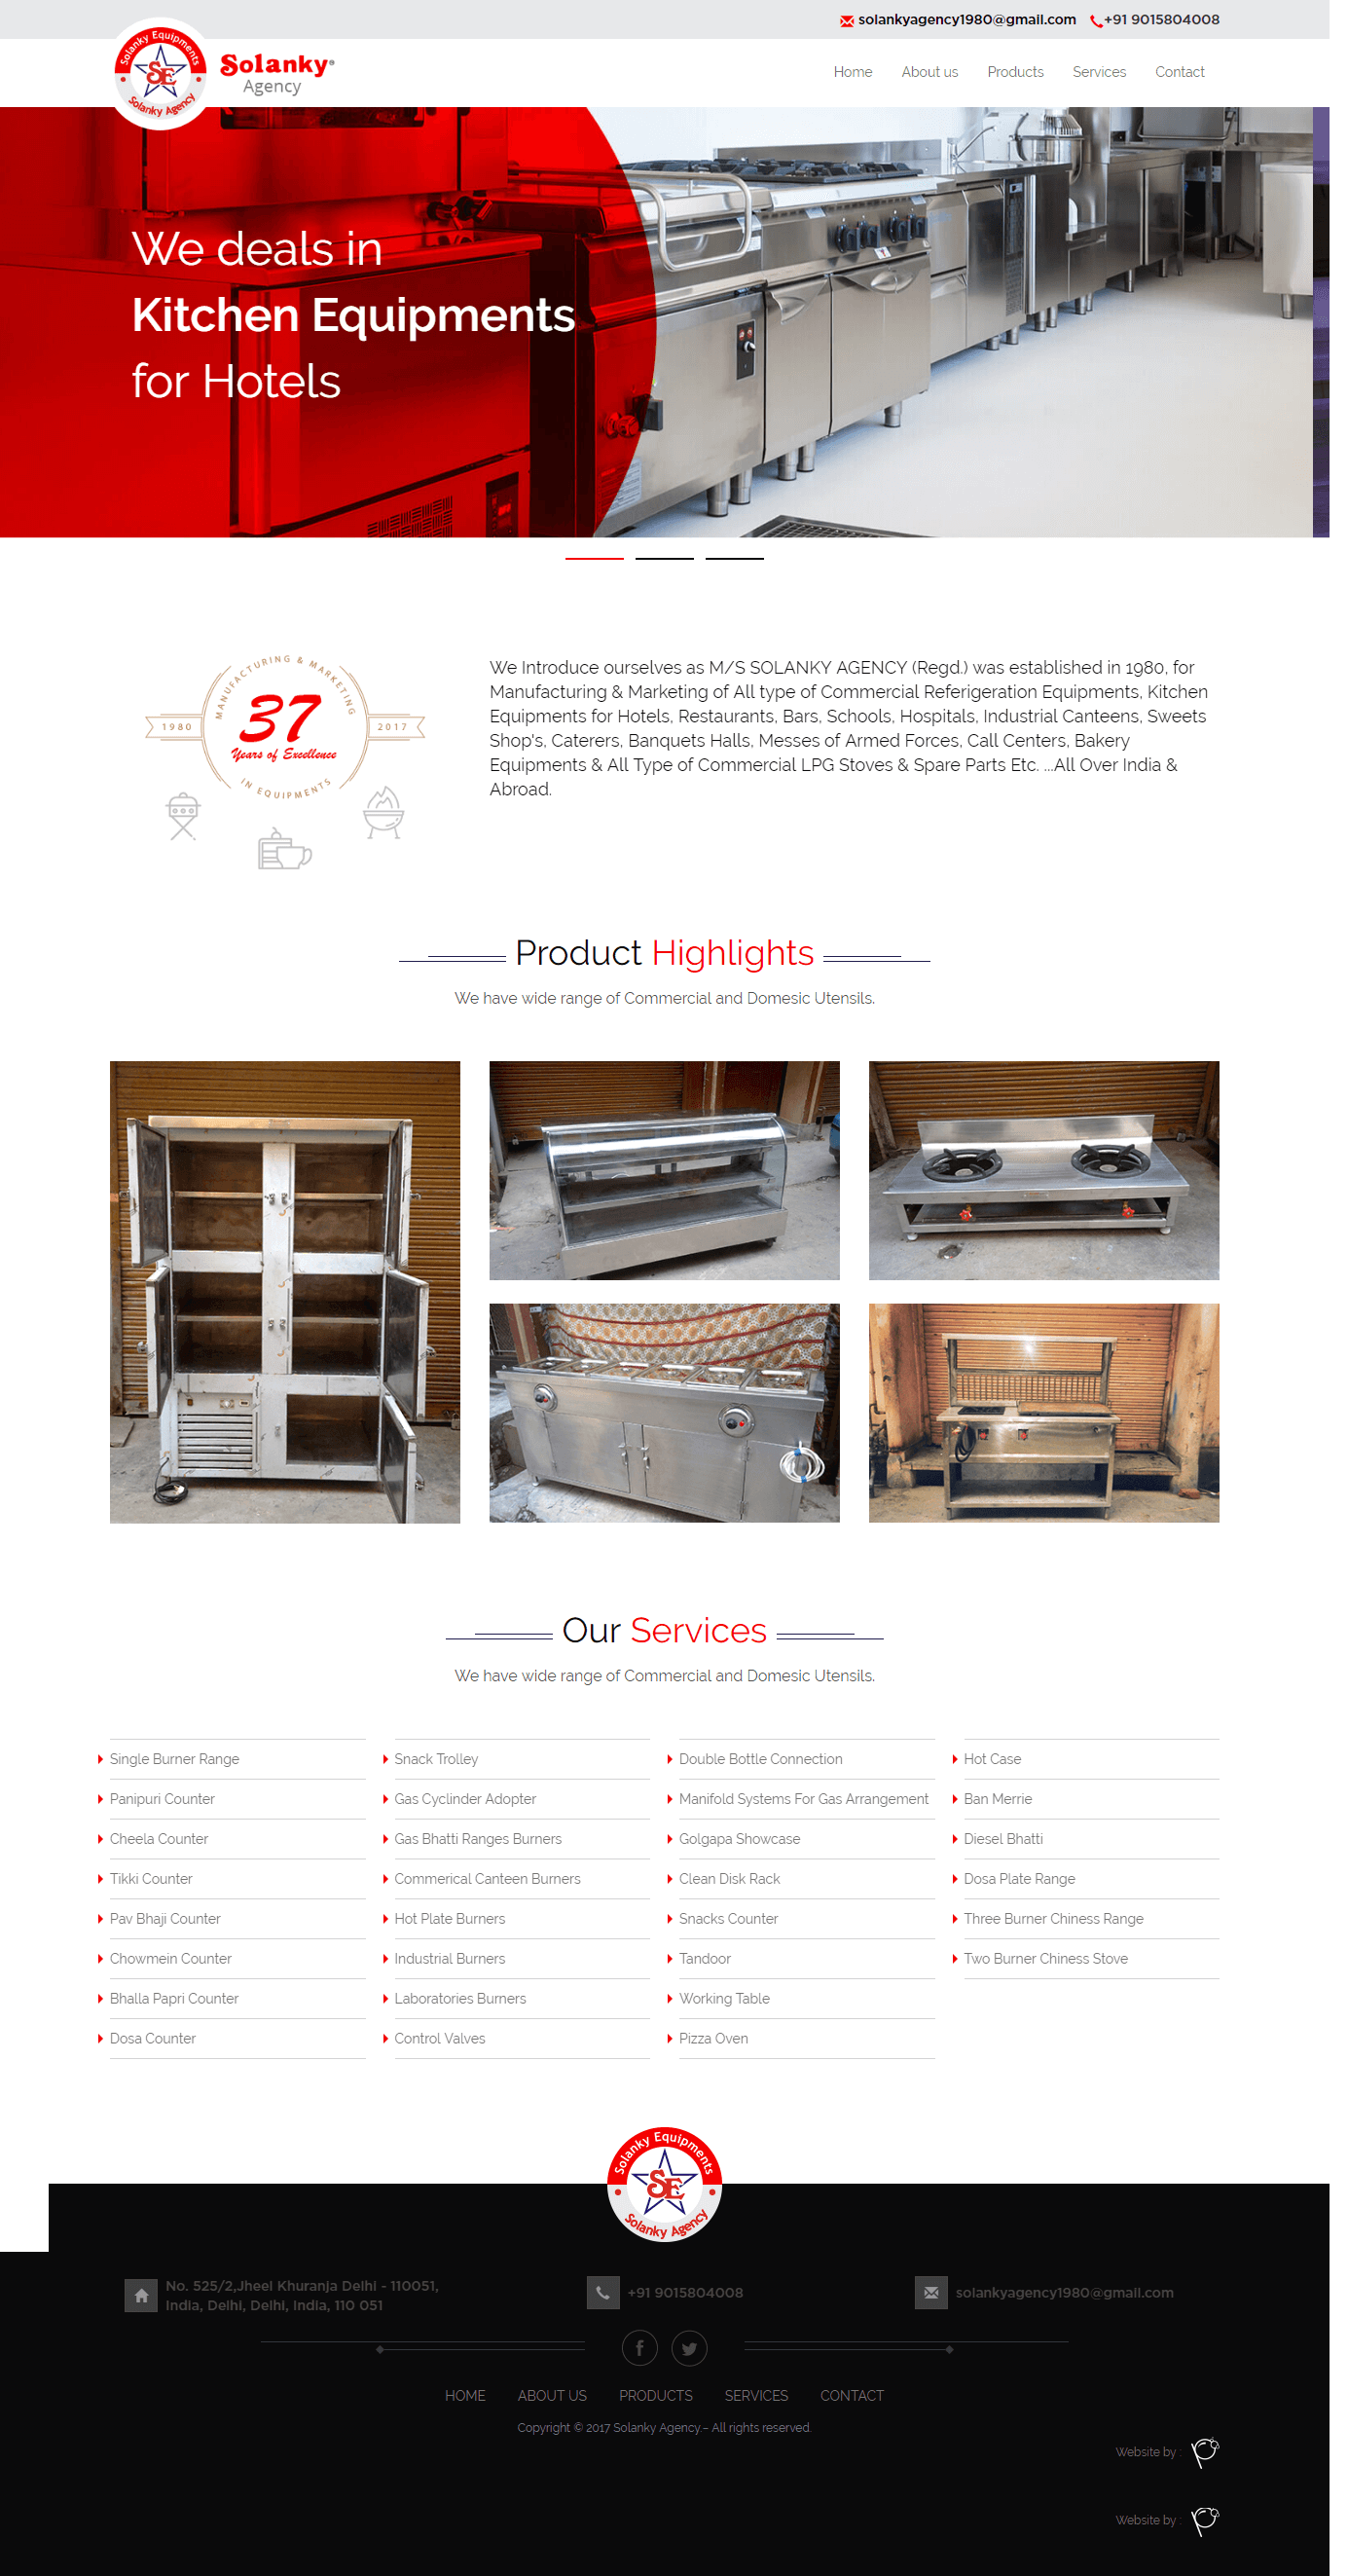 solankyagency1980@gmail.com +91 9015804008
Solanky Equipments
SE
Solanky Agency
Solanky®
Agency
Home About us Products Services Contact
We deals in
Kitchen Equipments
for Hotels
MANUFACTURING & MARKETING
1980
37
Years of Excellence
2017
IN EQUIPMENTS
We Introduce ourselves as M/S SOLANKY AGENCY (Regd.) was established in 1980, for
Manufacturing & Marketing of All type of Commercial Referigeration Equipments, Kitchen
Equipments for Hotels, Restaurants, Bars, Schools, Hospitals, Industrial Canteens, Sweets
Shop's, Caterers, Banquets Halls, Messes of Armed Forces, Call Centers, Bakery
Equipments & All Type of Commercial LPG Stoves & Spare Parts Etc. ...All Over India &
Abroad.
Product Highlights
We have wide range of Commercial and Domesic Utensils.
Our Services
We have wide range of Commercial and Domesic Utensils.
Single Burner Range
Panipuri Counter
Cheela Counter
Tikki Counter
Pav Bhaji Counter
Chowmein Counter
Bhalla Papri Counter
Dosa Counter
Snack Trolley
Gas Cyclinder Adopter
Gas Bhatti Ranges Burners
Commerical Canteen Burners
Hot Plate Burners
Industrial Burners
Laboratories Burners
Control Valves
Double Bottle Connection
Manifold Systems For Gas Arrangement
Golgapa Showcase
Clean Disk Rack
Snacks Counter
Tandoor
Working Table
Pizza Oven
Hot Case
Ban Merrie
Diesel Bhatti
Dosa Plate Range
Three Burner Chiness Range
Two Burner Chiness Stove
Solanky Equipments
SE
Solanky Agency
No. 525/2,Jheel Khuranja Delhi - 110051,
India, Delhi, Delhi, India, 110 051
+91 9015804008
solankyagency1980@gmail.com
HOME ABOUT US PRODUCTS SERVICES CONTACT
Copyright © 2017 Solanky Agency.– All rights reserved.
Website by :
Website by :